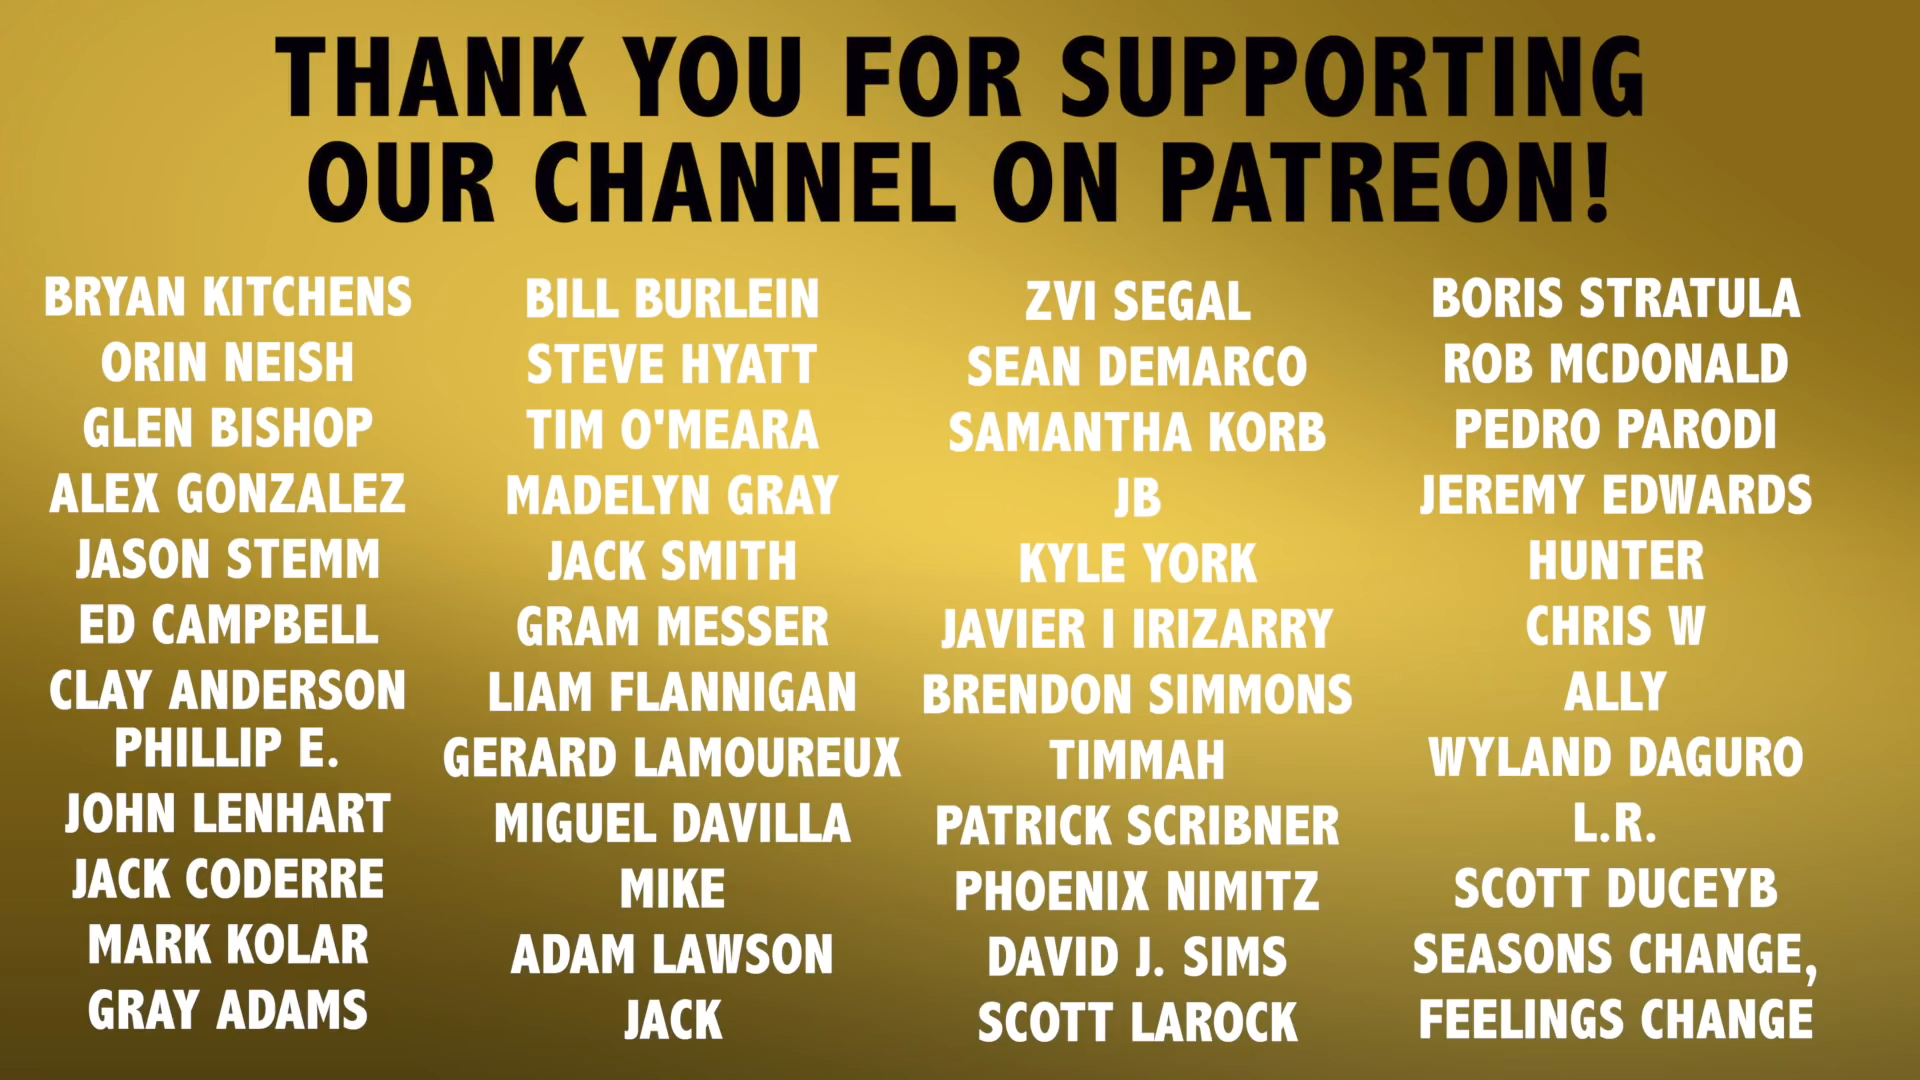 THANK YOU FOR SUPPORTING
OUR CHANNEL ON PATREON!
BRYAN KITCHENS
ORIN NEISH
GLEN BISHOP
ALEX GONZALEZ
JASON STEMM
ED CAMPBELL
CLAY ANDERSON
PHILLIP E.
JOHN LENHART
JACK CODERRE
MARK KOLAR
GRAY ADAMS
BILL BURLEIN
STEVE HYATT
TIM O'MEARA
MADELYN GRAY
JACK SMITH
GRAM MESSER
LIAM FLANNIGAN
GERARD LAMOUREUX
MIGUEL DAVILLA
MIKE
ADAM LAWSON
JACK
ZVI SEGAL
SEAN DEMARCO
SAMANTHA KORB
JB
KYLE YORK
JAVIER I IRIZARRY
BRENDON SIMMONS
TIMMAH
PATRICK SCRIBNER
PHOENIX NIMITZ
DAVID J. SIMS
SCOTT LAROCK
BORIS STRATULA
ROB MCDONALD
PEDRO PARODI
JEREMY EDWARDS
HUNTER
CHRIS W
ALLY
WYLAND DAGURO
L.R.
SCOTT DUCEYB
SEASONS CHANGE,
FEELINGS CHANGE